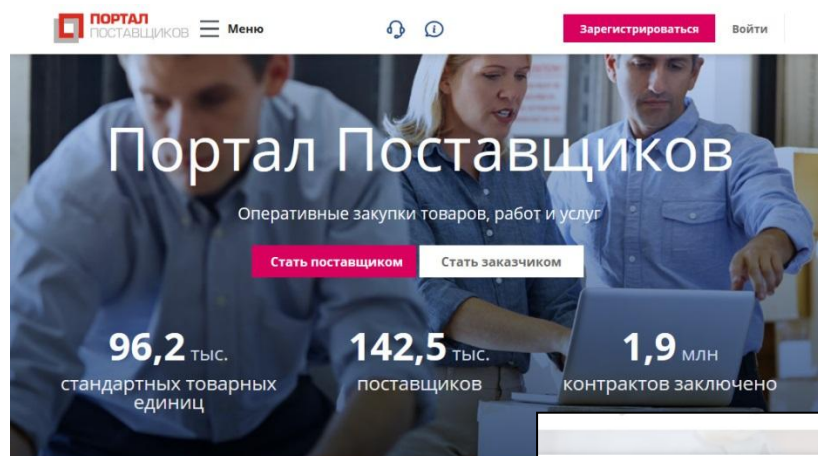 ПОРТАЛ
ПОСТАВЩИКОВ
Меню
Зарегистрироваться
Войти
Портал Поставщиков
Оперативные закупки товаров, работ и услуг
Стать поставщиком
Стать заказчиком
96,2 тыс.
стандартных товарных
единиц
142,5 тыс.
поставщиков
1,9 млн
контрактов заключено